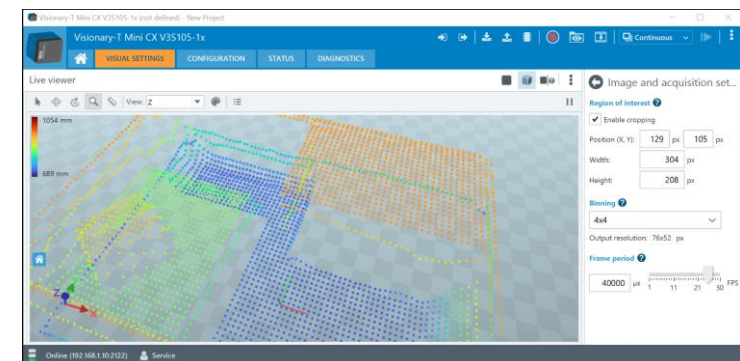 Visionary-T Mini CX V3S105-1x (not defined) - New Project
Visionary-T Mini CX V3S105-1x
Continuous
VISUAL SETTINGS CONFIGURATION STATUS DIAGNOSTICS
Live viewer
Image and acquisition set...
View: Z
Region of interest
1054 mm
Enable cropping
Position (X, Y): 129 px 105 px
Width: 304 px
689 mm
Height: 208 px
Binning
4x4
Output resolution: 76x52 px
Frame period
40000 μs 1 11 21 30 FPS
Z
X
Online (192.168.1.10:2122) Service